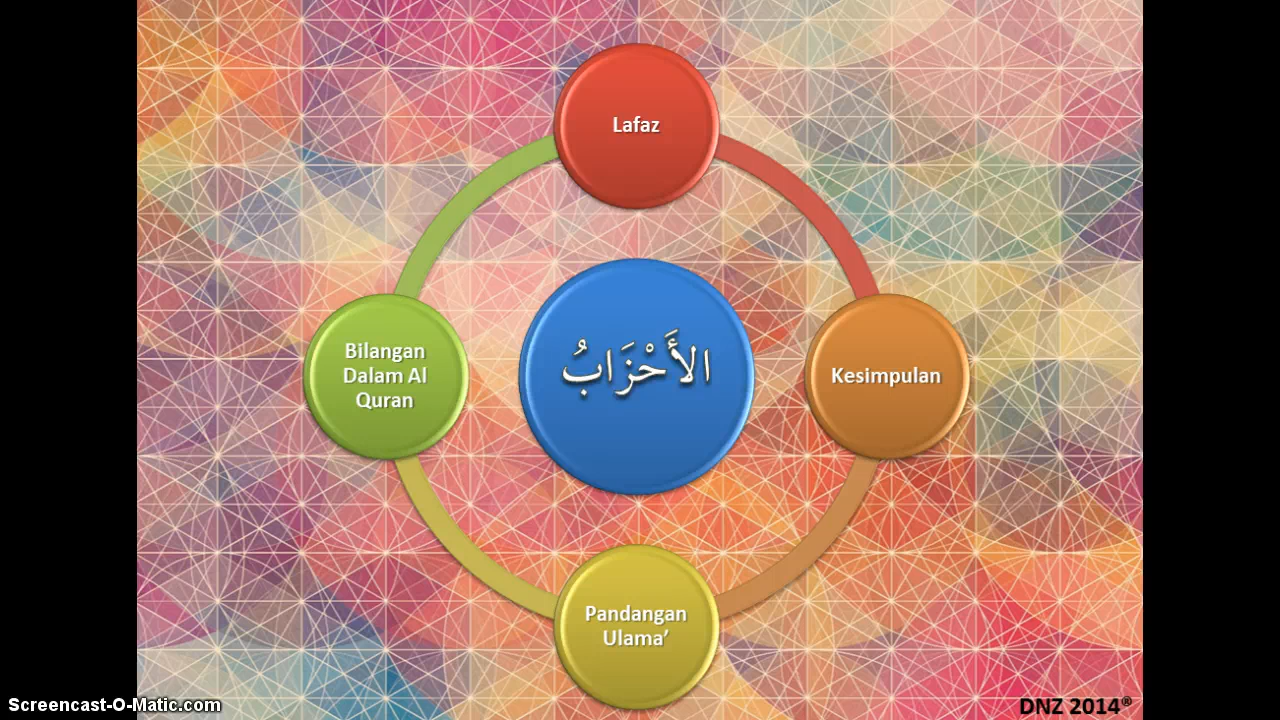 Lafaz
Bilangan
Dalam Al
Quran
الأَحْزَابُ
Kesimpulan
Pandangan
Ulama’
Screencast-O-Matic.com
DNZ 2014®